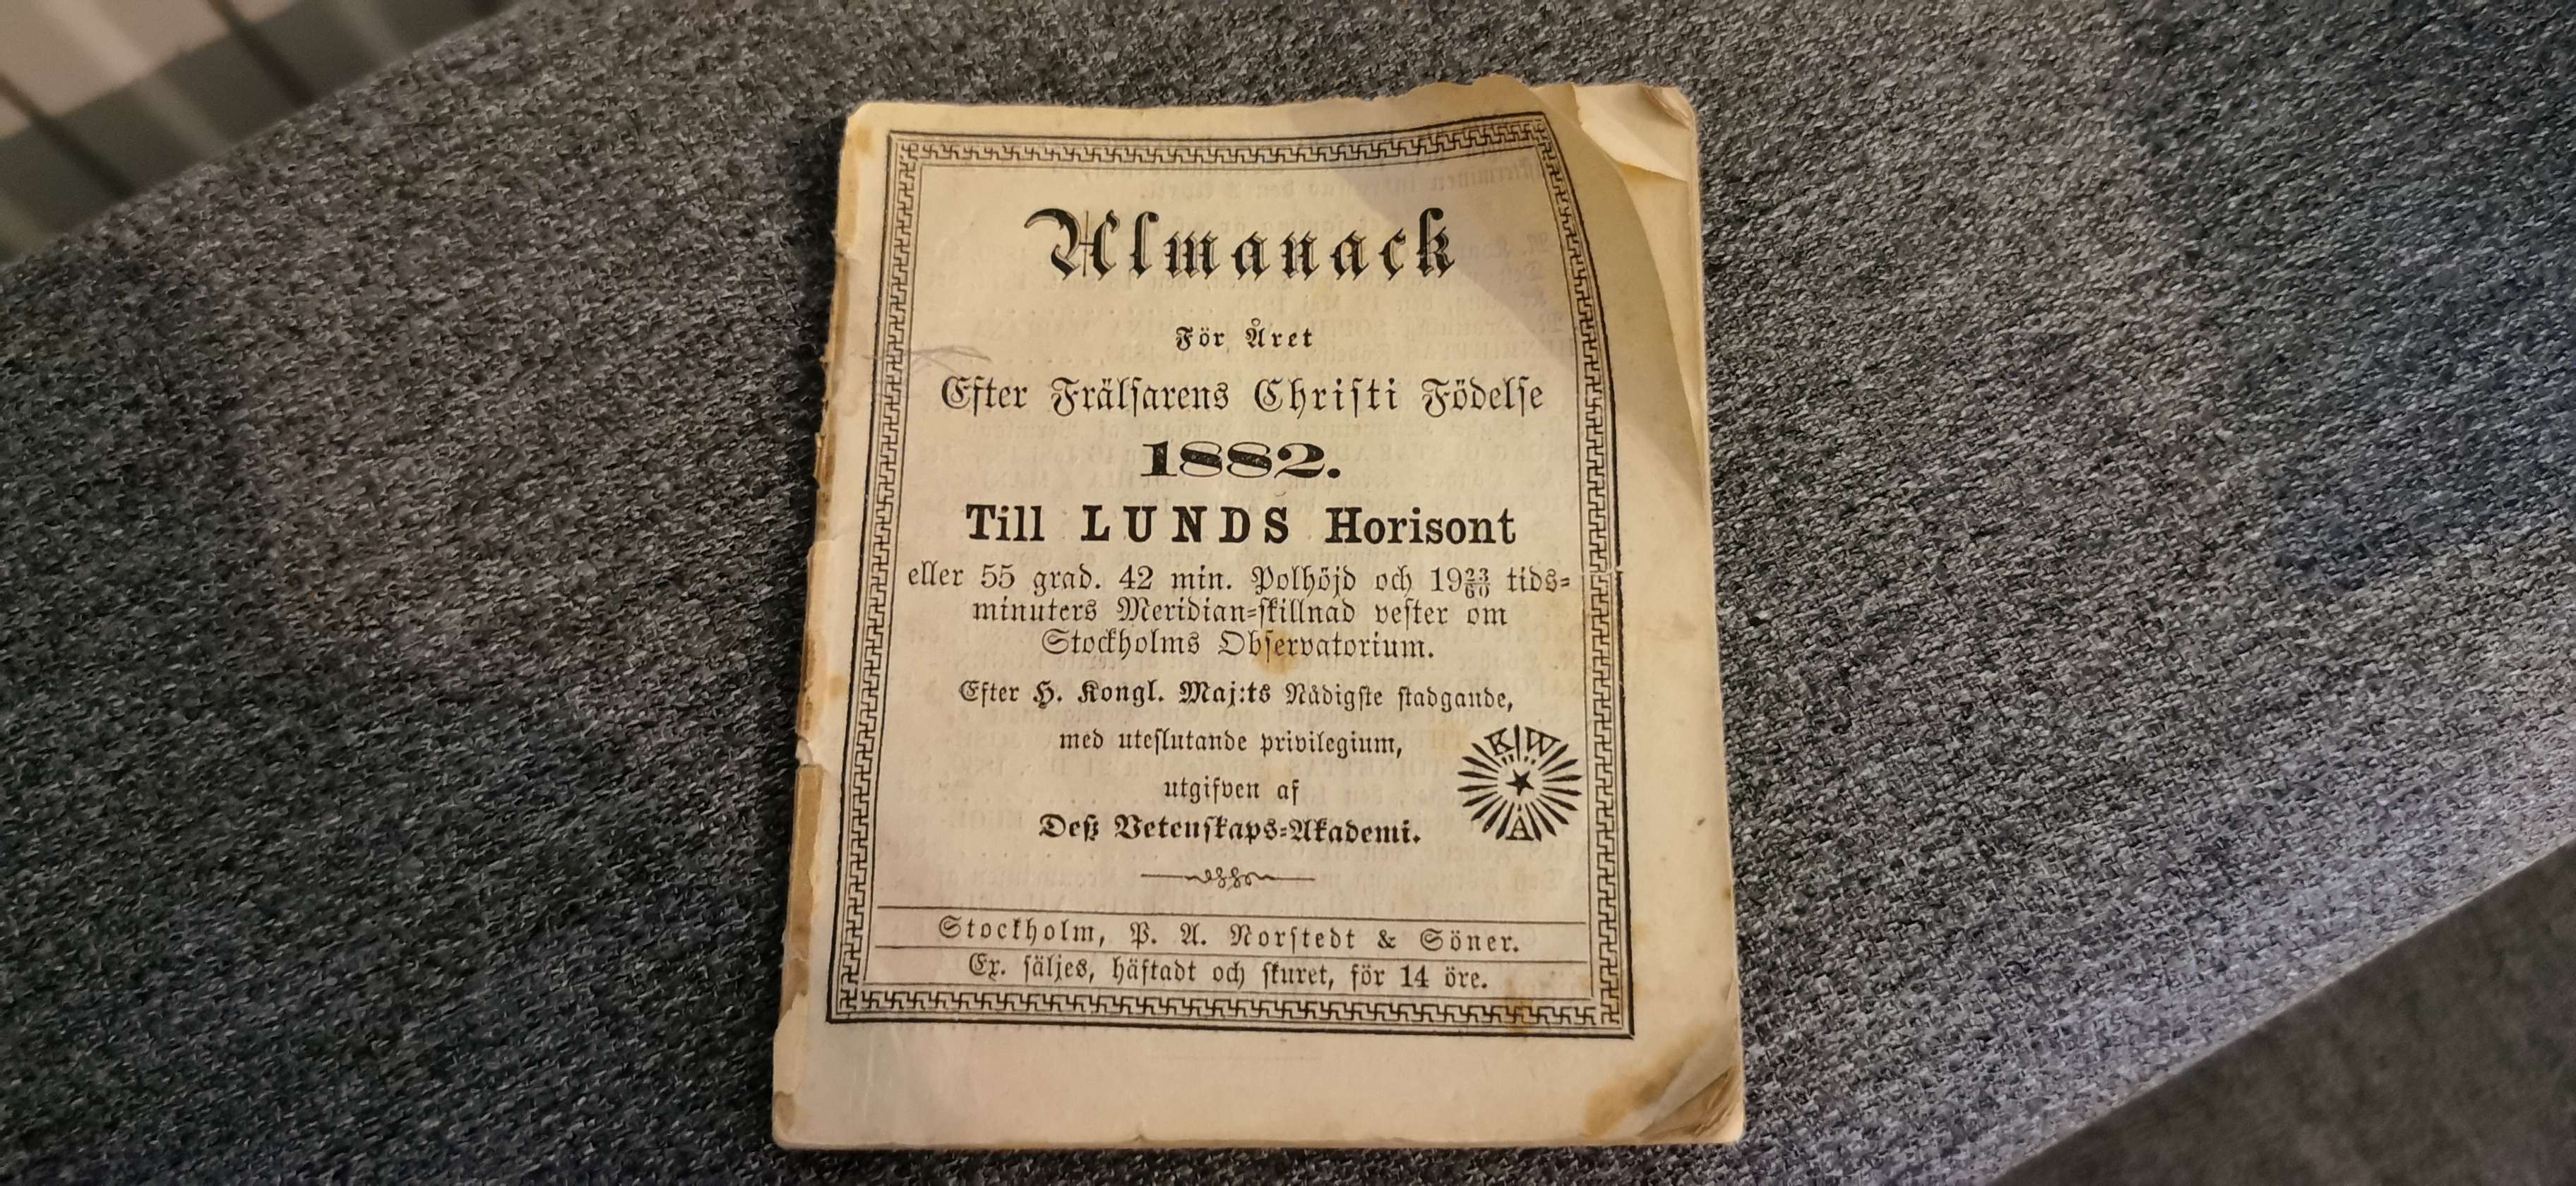 Almanack
För Året
Efter Frälsarens Christi Födelse
1882.
Till LUNDS Horisont
eller 55 grad. 42 min. Polhöjd och 19 23/60 tids-
minuters Meridian-skillnad vester om
Stockholms Observatorium.
Efter H. Kongl. Maj:ts Nådigste stadgande,
med uteslutande privilegium,
utgifven af
Deß Vetenskaps-Akademi.
K W
A
Stockholm, P. A. Norstedt & Söner.
Ex. säljes, häftadt och skuret, för 14 öre.